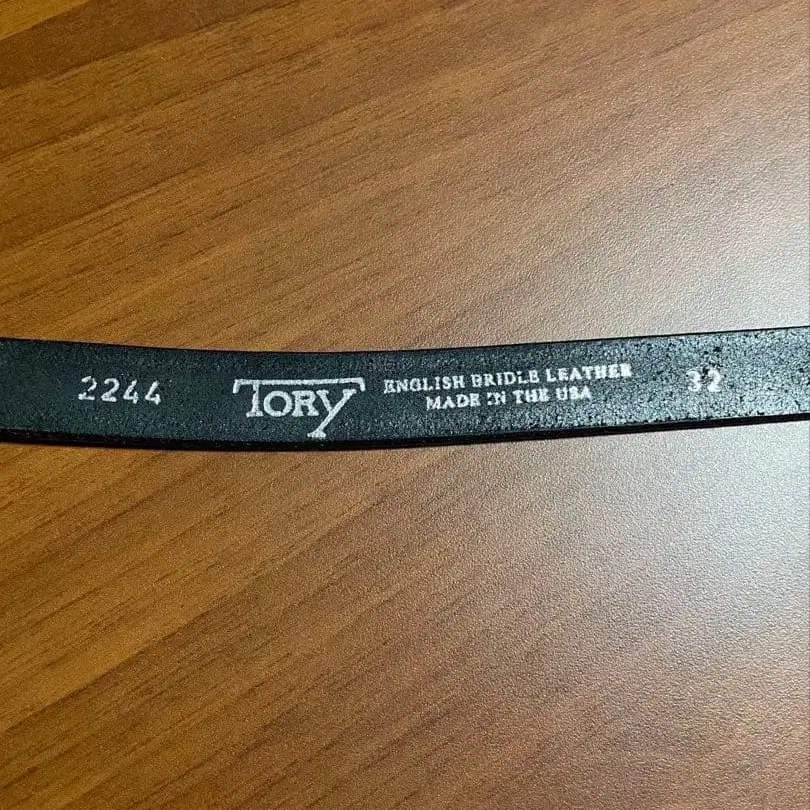 2244
TORY
ENGLISH BRIDLE LEATHER
MADE IN THE USA
32